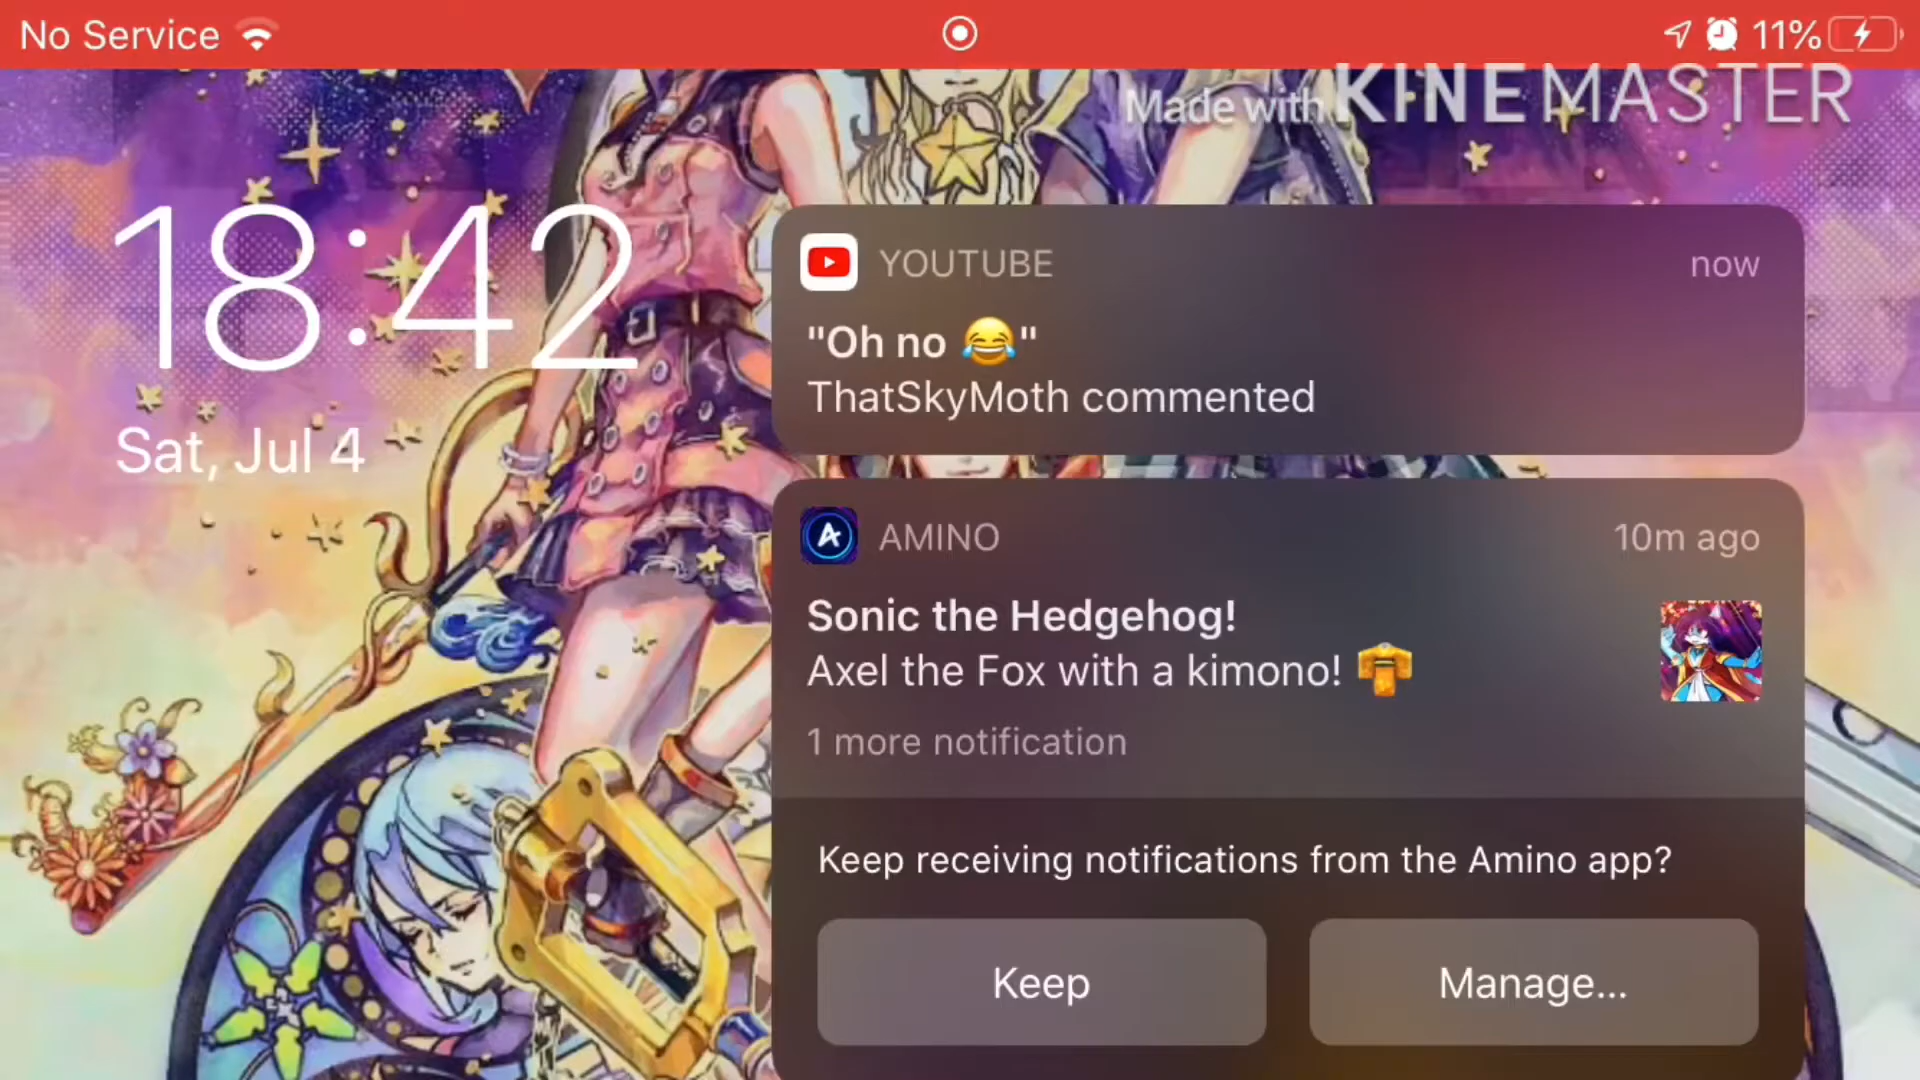 No Service
11%
Made with KINEMASTER
18:42
Sat, Jul 4
YOUTUBE
now
"Oh no 😂"
ThatSkyMoth commented
AMINO
10m ago
Sonic the Hedgehog!
Axel the Fox with a kimono! 👘
1 more notification
Keep receiving notifications from the Amino app?
Keep
Manage...